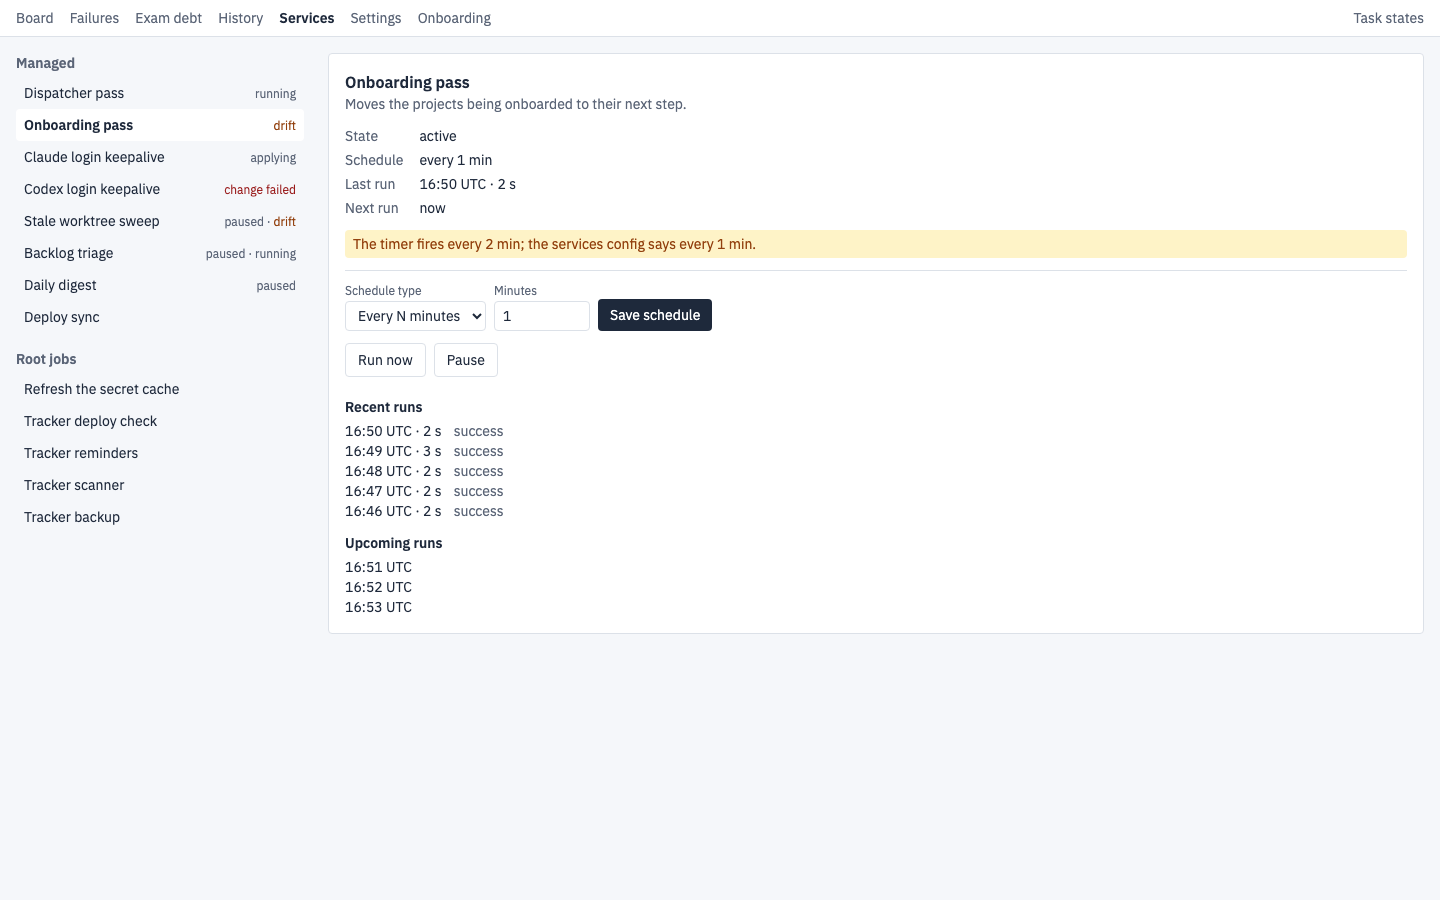 Board Failures Exam debt History Services Settings Onboarding Task states
Managed
Dispatcher pass running
Onboarding pass drift
Claude login keepalive applying
Codex login keepalive change failed
Stale worktree sweep paused · drift
Backlog triage paused · running
Daily digest paused
Deploy sync
Root jobs
Refresh the secret cache
Tracker deploy check
Tracker reminders
Tracker scanner
Tracker backup
Onboarding pass
Moves the projects being onboarded to their next step.
State active
Schedule every 1 min
Last run 16:50 UTC · 2 s
Next run now
The timer fires every 2 min; the services config says every 1 min.
Schedule type Minutes
Every N minutes 1 Save schedule
Run now Pause
Recent runs
16:50 UTC · 2 s success
16:49 UTC · 3 s success
16:48 UTC · 2 s success
16:47 UTC · 2 s success
16:46 UTC · 2 s success
Upcoming runs
16:51 UTC
16:52 UTC
16:53 UTC